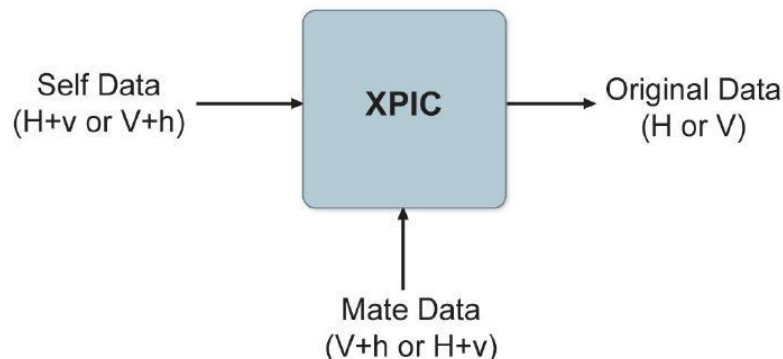 Self Data
(H+v or V+h)
XPIC
Original Data
(H or V)
Mate Data
(V+h or H+v)